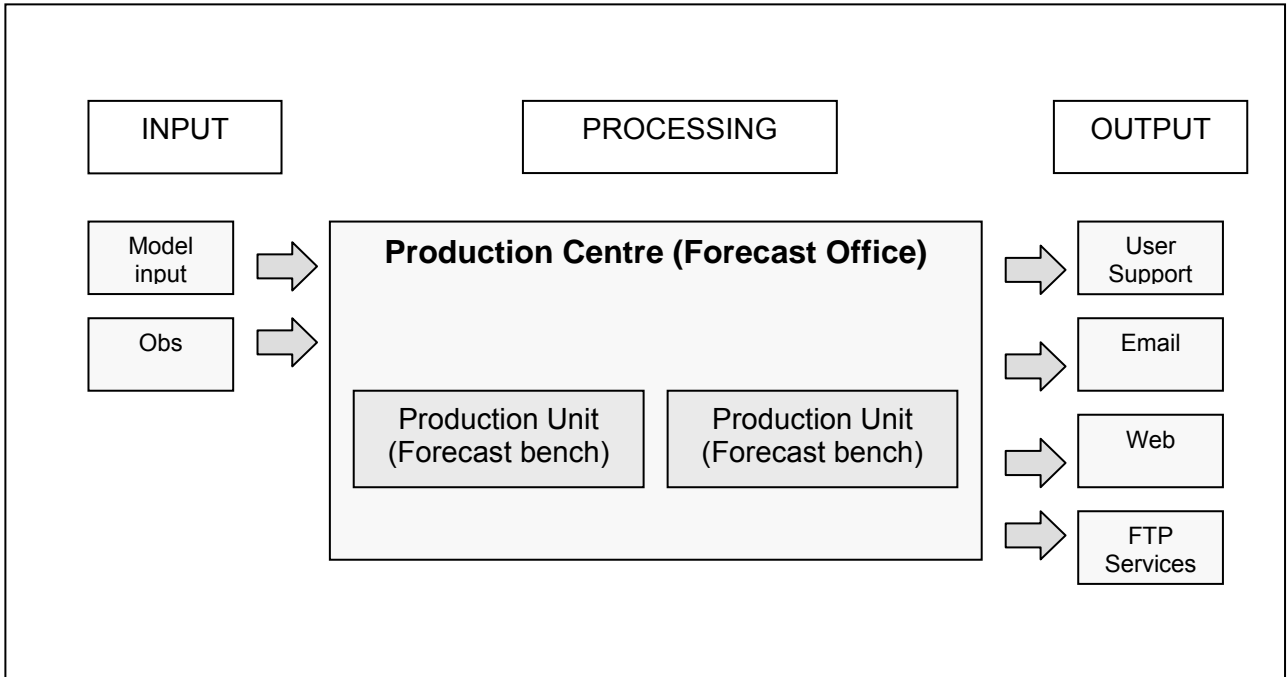 INPUT
PROCESSING
OUTPUT
Model
input
Obs
Production Centre (Forecast Office)
Production Unit
(Forecast bench)
Production Unit
(Forecast bench)
User
Support
Email
Web
FTP
Services